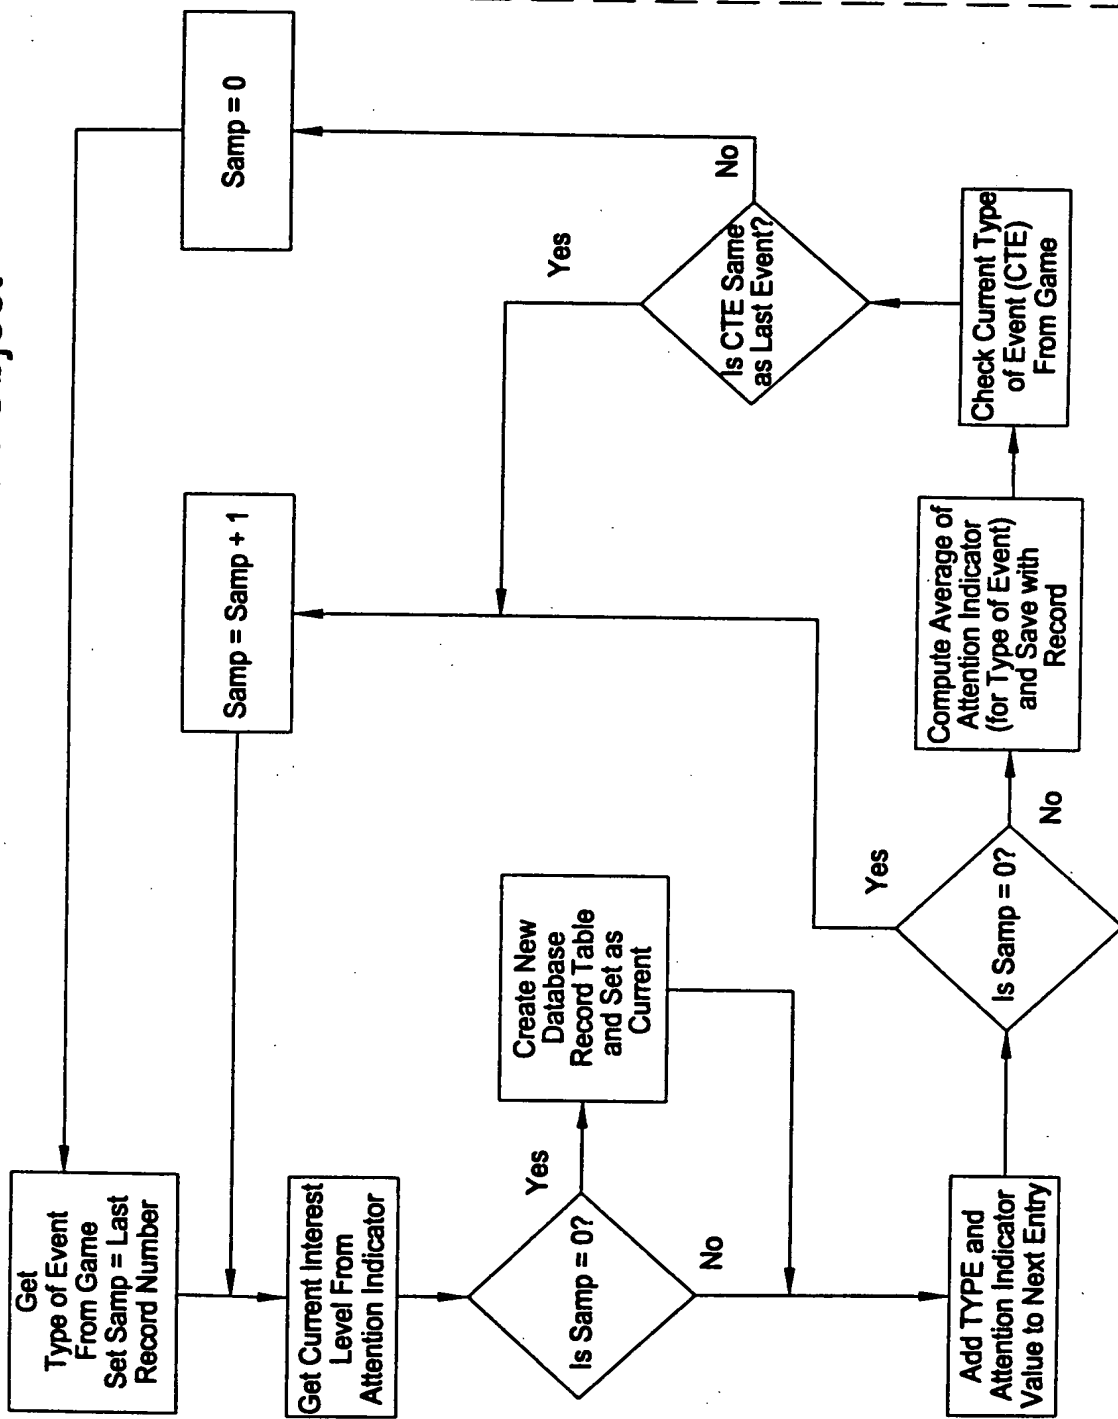 Get
Type of Event
From Game
Set Samp = Last
Record Number
Get Current Interest
Level From
Attention Indicator
Is Samp = 0?
Yes
No
Create New
Database
Record Table
and Set as
Current
Add TYPE and
Attention Indicator
Value to Next Entry
Is Samp = 0?
Yes
No
Compute Average of
Attention Indicator
(for Type of Event)
and Save with
Record
Check Current Type
of Event (CTE)
From Game
Is CTE Same
as Last Event?
Yes
No
Samp = Samp + 1
Samp = 0